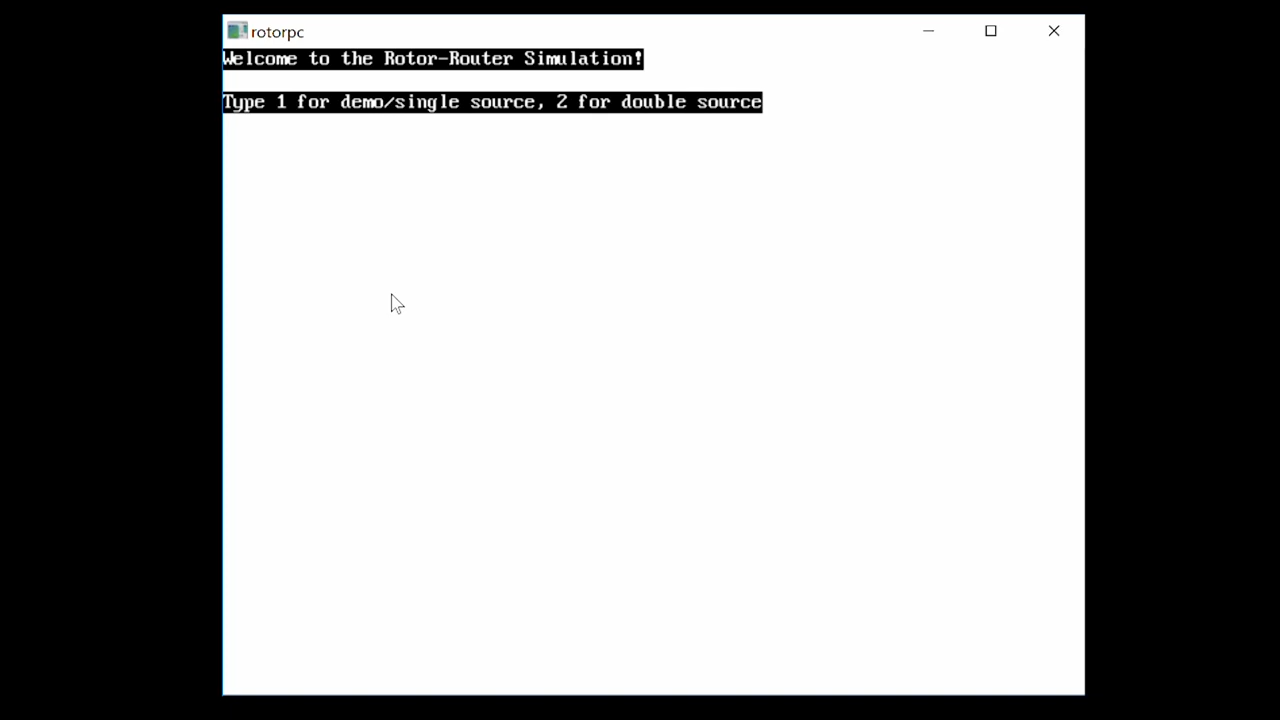 rotorpc
Welcome to the Rotor-Router Simulation!
Type 1 for demo/single source, 2 for double source